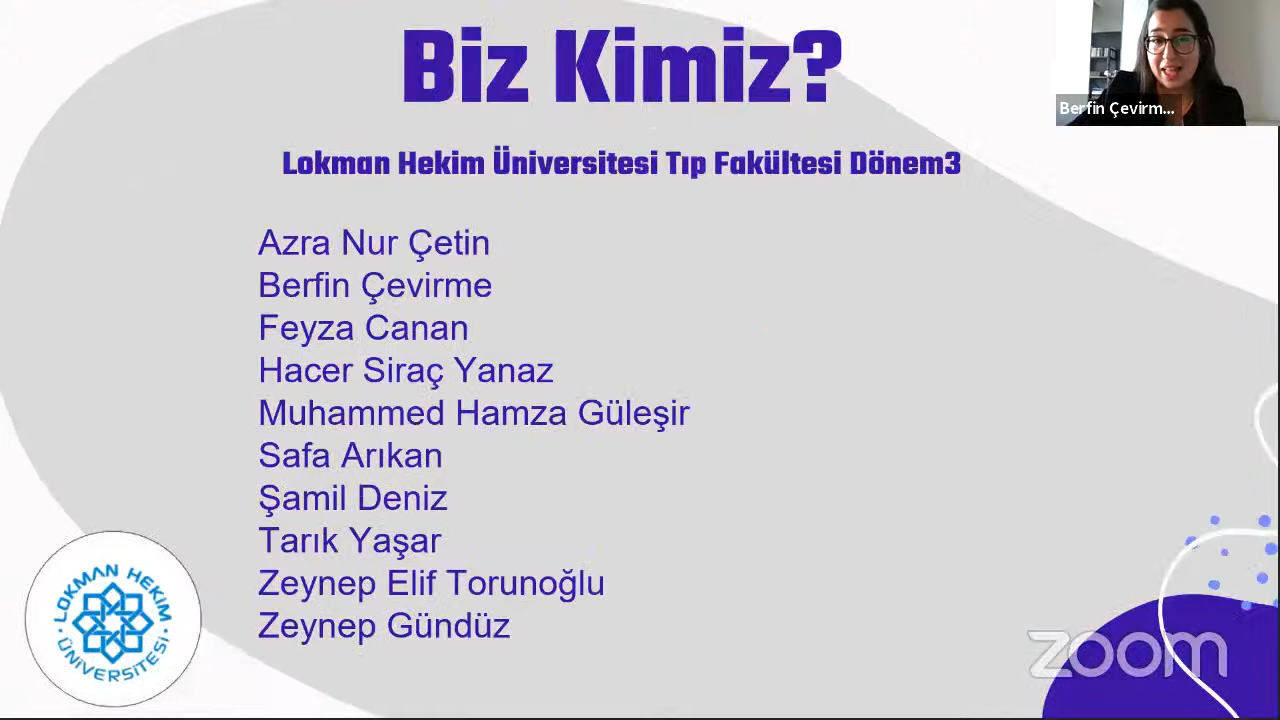 Biz Kimiz?
Berfin Çevirm...
Lokman Hekim Üniversitesi Tıp Fakültesi Dönem3
Azra Nur Çetin
Berfin Çevirme
Feyza Canan
Hacer Siraç Yanaz
Muhammed Hamza Güleşir
Safa Arıkan
Şamil Deniz
Tarık Yaşar
Zeynep Elif Torunoğlu
Zeynep Gündüz
LOKMAN HEKİM
ÜNİVERSİTESİ
zoom